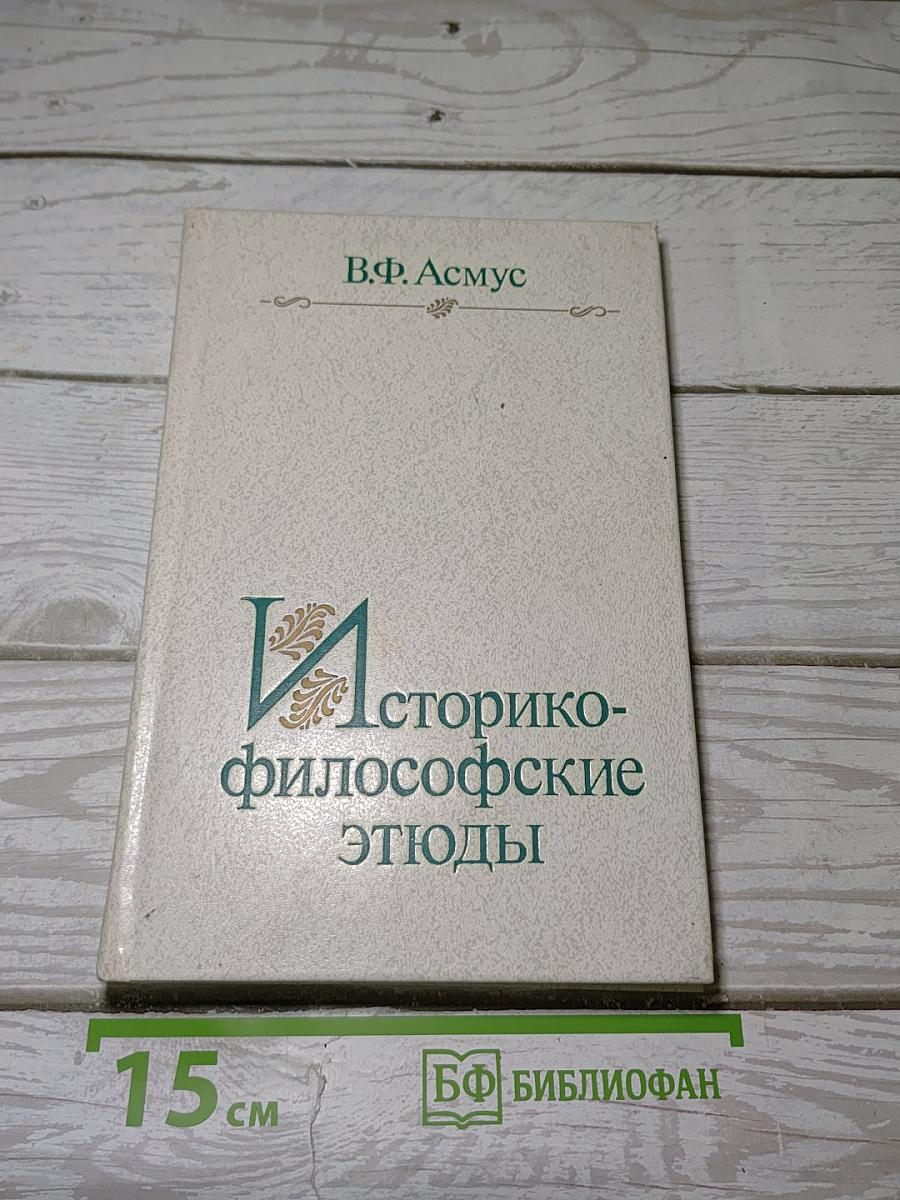 В.Ф. Асмус
Историко-
философские
этюды
15 см
БФ БИБЛИОФАН